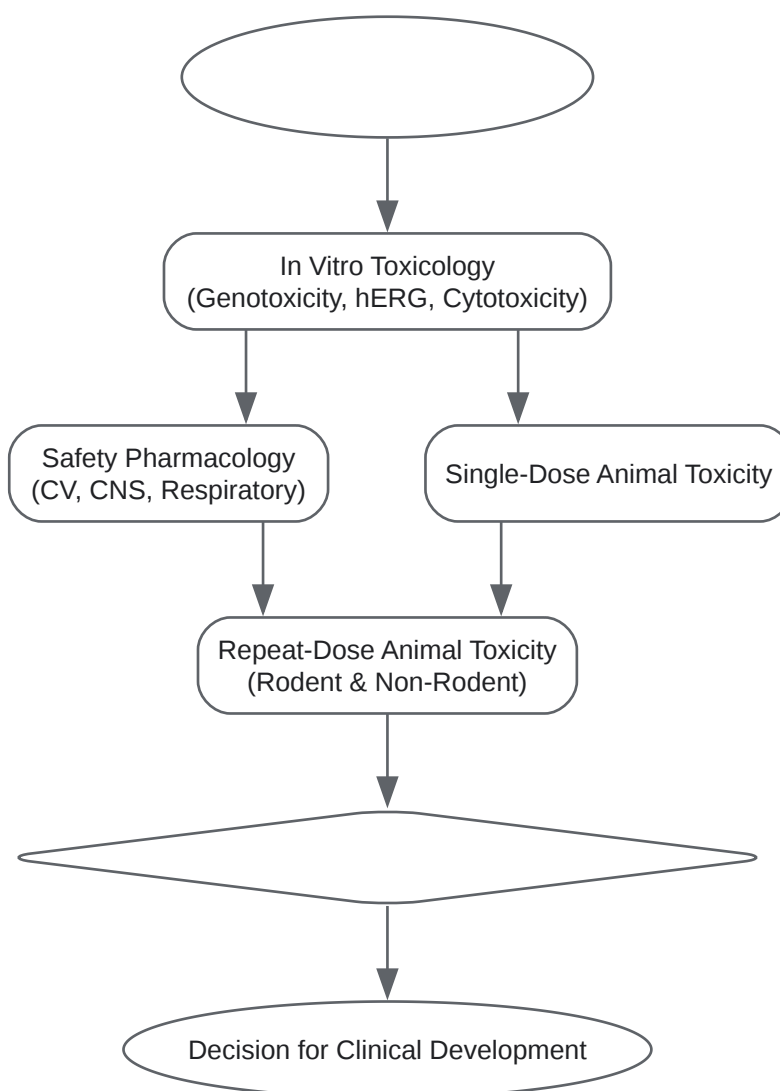 In Vitro Toxicology
(Genotoxicity, hERG, Cytotoxicity)
Safety Pharmacology
(CV, CNS, Respiratory)
Single-Dose Animal Toxicity
Repeat-Dose Animal Toxicity
(Rodent & Non-Rodent)
Decision for Clinical Development